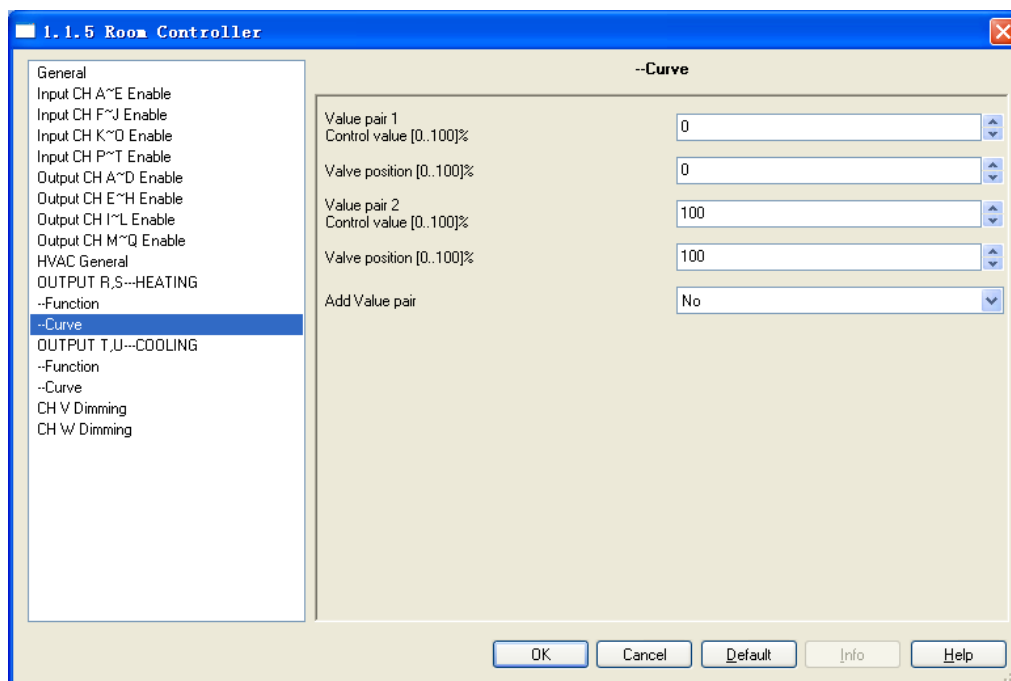 1.1.5 Room Controller
General
Input CH A~E Enable
Input CH F~J Enable
Input CH K~O Enable
Input CH P~T Enable
Output CH A~D Enable
Output CH E~H Enable
Output CH I~L Enable
Output CH M~Q Enable
HVAC General
OUTPUT R,S---HEATING
--Function
--Curve
OUTPUT T,U---COOLING
--Function
--Curve
CH V Dimming
CH W Dimming
--Curve
Value pair 1
Control value [0..100]%
0
Valve position [0..100]%
0
Value pair 2
Control value [0..100]%
100
Valve position [0..100]%
100
Add Value pair
No
OK
Cancel
Default
Info
Help